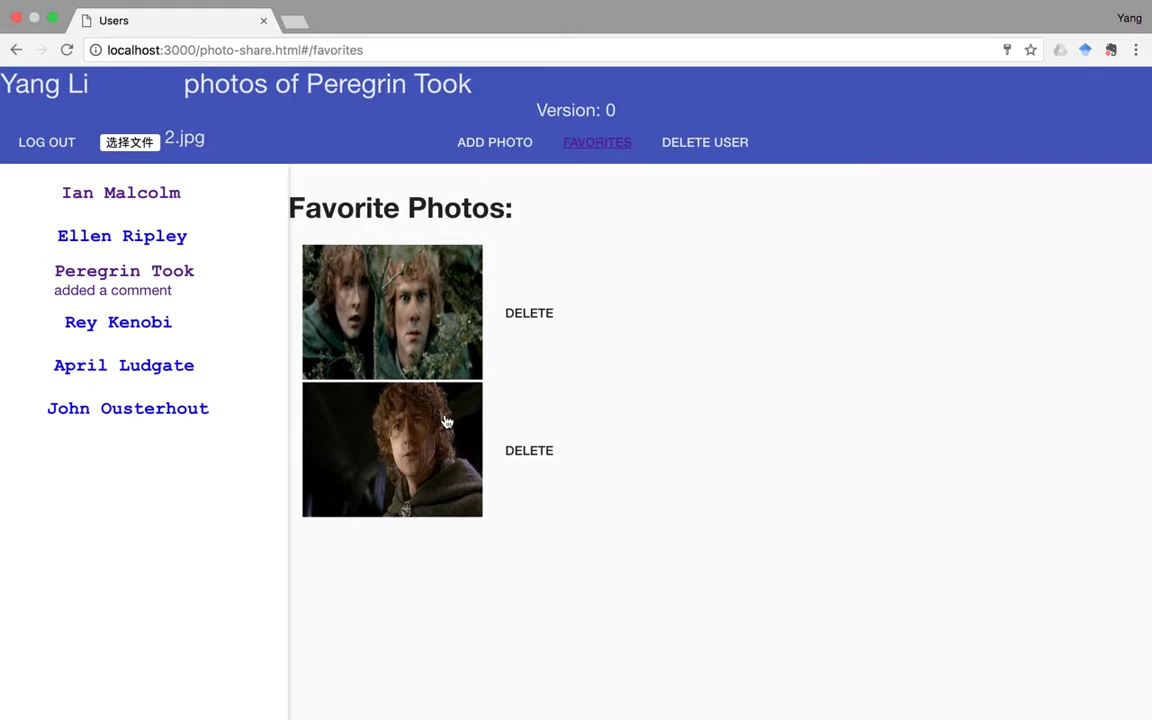 Users
Yang
localhost:3000/photo-share.html#/favorites
Yang Li
photos of Peregrin Took
Version: 0
LOG OUT
选择文件 2.jpg
ADD PHOTO
FAVORITES
DELETE USER
Ian Malcolm
Ellen Ripley
Peregrin Took
added a comment
Rey Kenobi
April Ludgate
John Ousterhout
Favorite Photos:
DELETE
DELETE